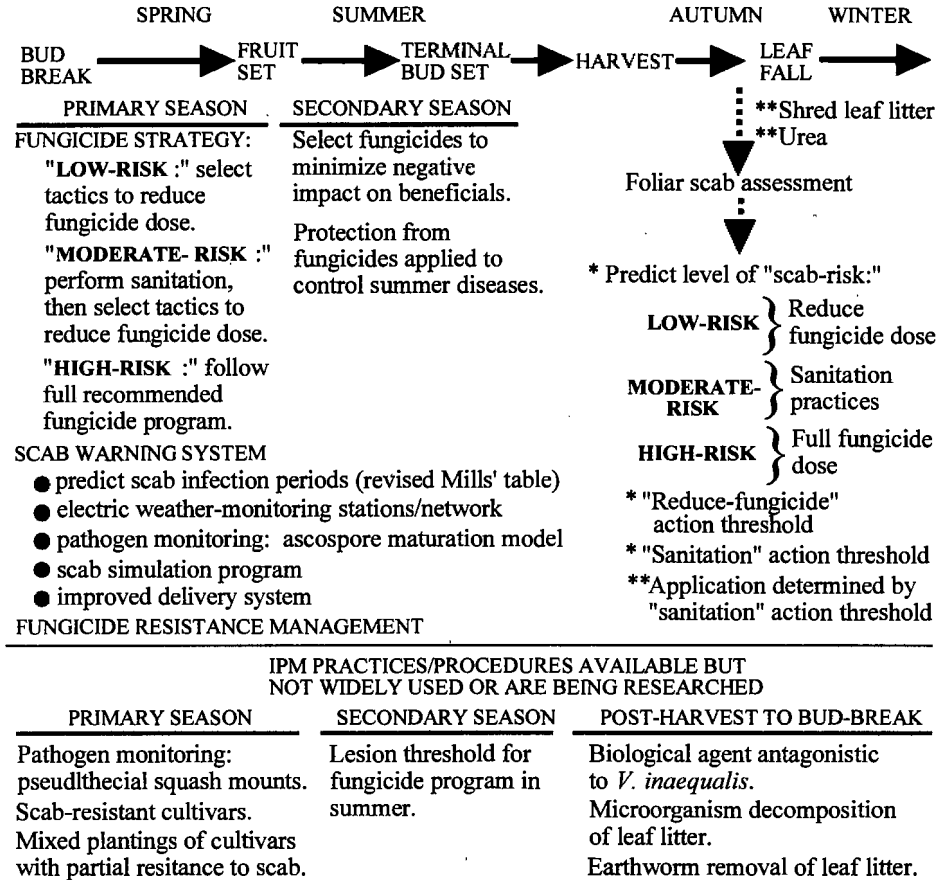 SPRING SUMMER AUTUMN WINTER
BUD BREAK FRUIT SET TERMINAL BUD SET HARVEST LEAF FALL
PRIMARY SEASON
FUNGICIDE STRATEGY:
"LOW-RISK :" select
tactics to reduce
fungicide dose.
"MODERATE- RISK :"
perform sanitation,
then select tactics to
reduce fungicide dose.
"HIGH-RISK :" follow
full recommended
fungicide program.
SECONDARY SEASON
Select fungicides to
minimize negative
impact on beneficials.
Protection from
fungicides applied to
control summer diseases.
SCAB WARNING SYSTEM
● predict scab infection periods (revised Mills' table)
● electric weather-monitoring stations/network
● pathogen monitoring: ascospore maturation model
● scab simulation program
● improved delivery system
FUNGICIDE RESISTANCE MANAGEMENT
**Shred leaf litter
**Urea
Foliar scab assessment
* Predict level of "scab-risk:"
LOW-RISK } Reduce
fungicide dose
MODERATE-
RISK } Sanitation
practices
HIGH-RISK } Full fungicide
dose
* "Reduce-fungicide"
action threshold
* "Sanitation" action threshold
**Application determined by
"sanitation" action threshold
IPM PRACTICES/PROCEDURES AVAILABLE BUT
NOT WIDELY USED OR ARE BEING RESEARCHED
PRIMARY SEASON
Pathogen monitoring:
pseudlthecial squash mounts.
Scab-resistant cultivars.
Mixed plantings of cultivars
with partial resitance to scab.
SECONDARY SEASON
Lesion threshold for
fungicide program in
summer.
POST-HARVEST TO BUD-BREAK
Biological agent antagonistic
to V. inaequalis.
Microorganism decomposition
of leaf litter.
Earthworm removal of leaf litter.